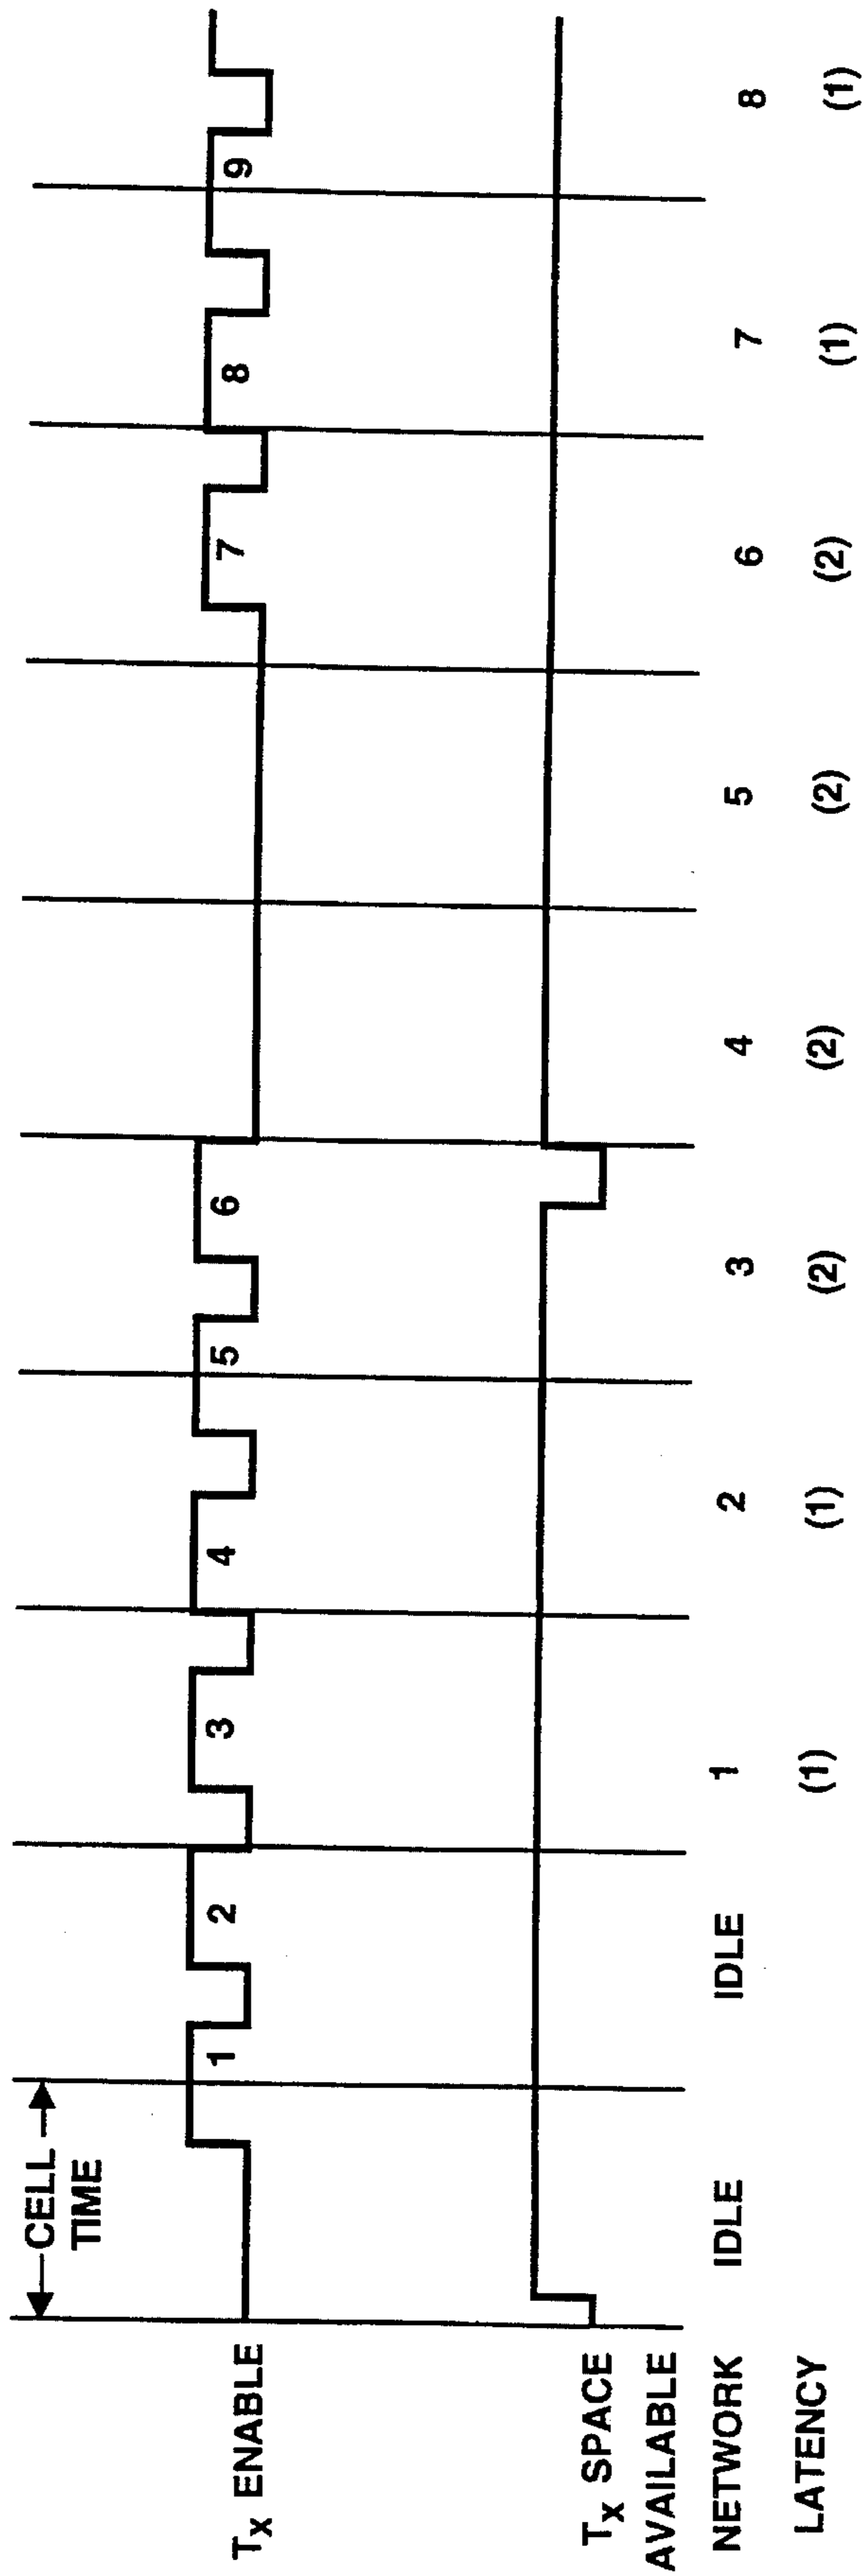 CELL
TIME
Tx ENABLE 1 2 3 4 5 6 7 8 9
Tx SPACE
AVAILABLE
NETWORK IDLE IDLE 1 2 3 4 5 6 7 8
LATENCY (1) (1) (2) (2) (2) (2) (1) (1)